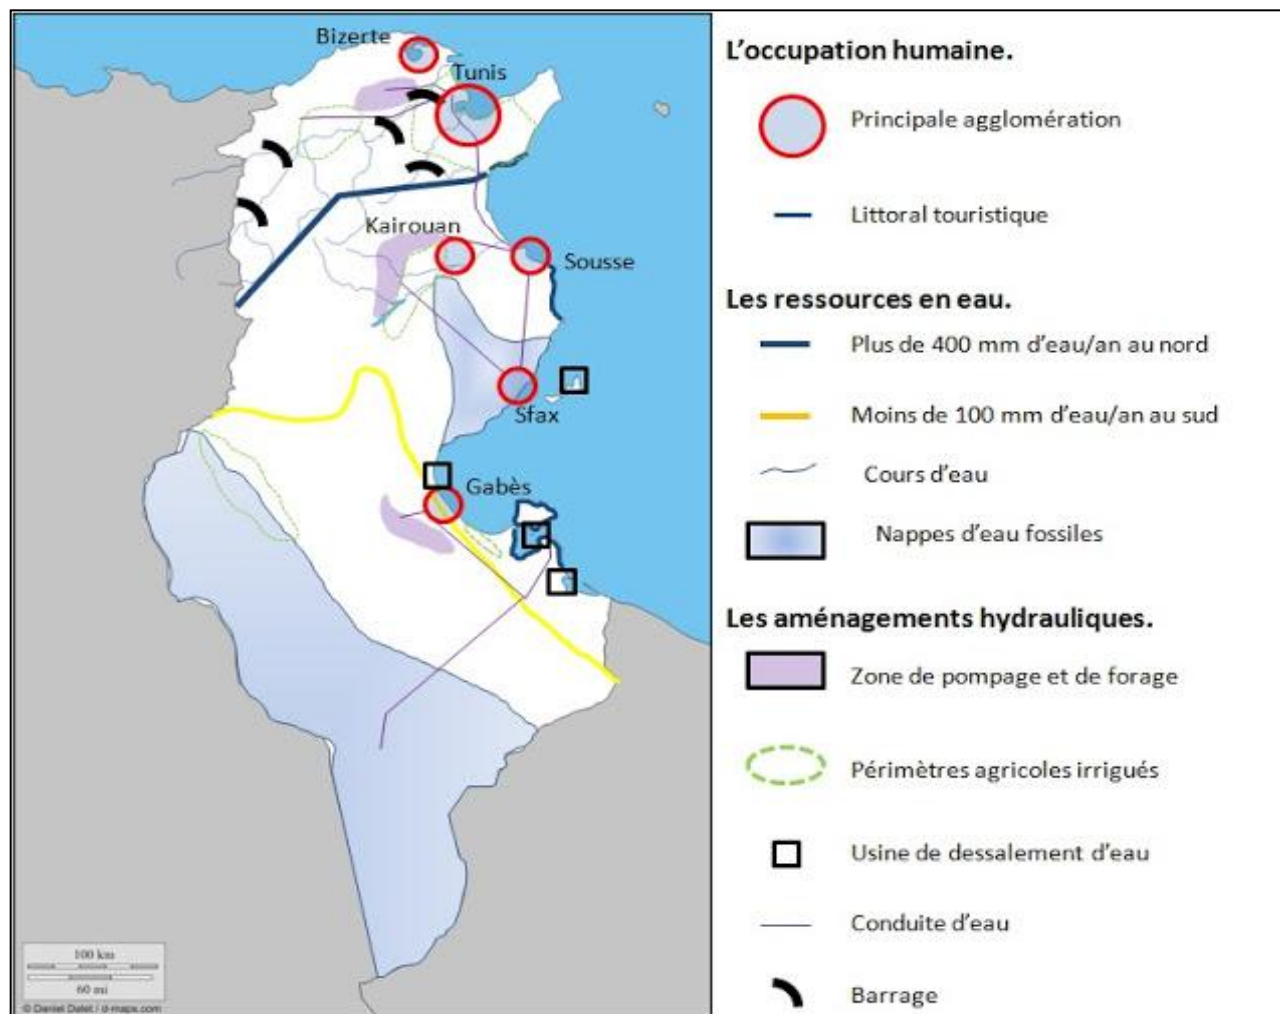 Bizerte
Tunis
Kairouan
Sousse
Sfax
Gabès
100 km
60 mi
© Daniel Dalet / d-maps.com
L'occupation humaine.
Principale agglomération
Littoral touristique
Les ressources en eau.
Plus de 400 mm d'eau/an au nord
Moins de 100 mm d'eau/an au sud
Cours d'eau
Nappes d'eau fossiles
Les aménagements hydrauliques.
Zone de pompage et de forage
Périmètres agricoles irrigués
Usine de dessalement d'eau
Conduite d'eau
Barrage